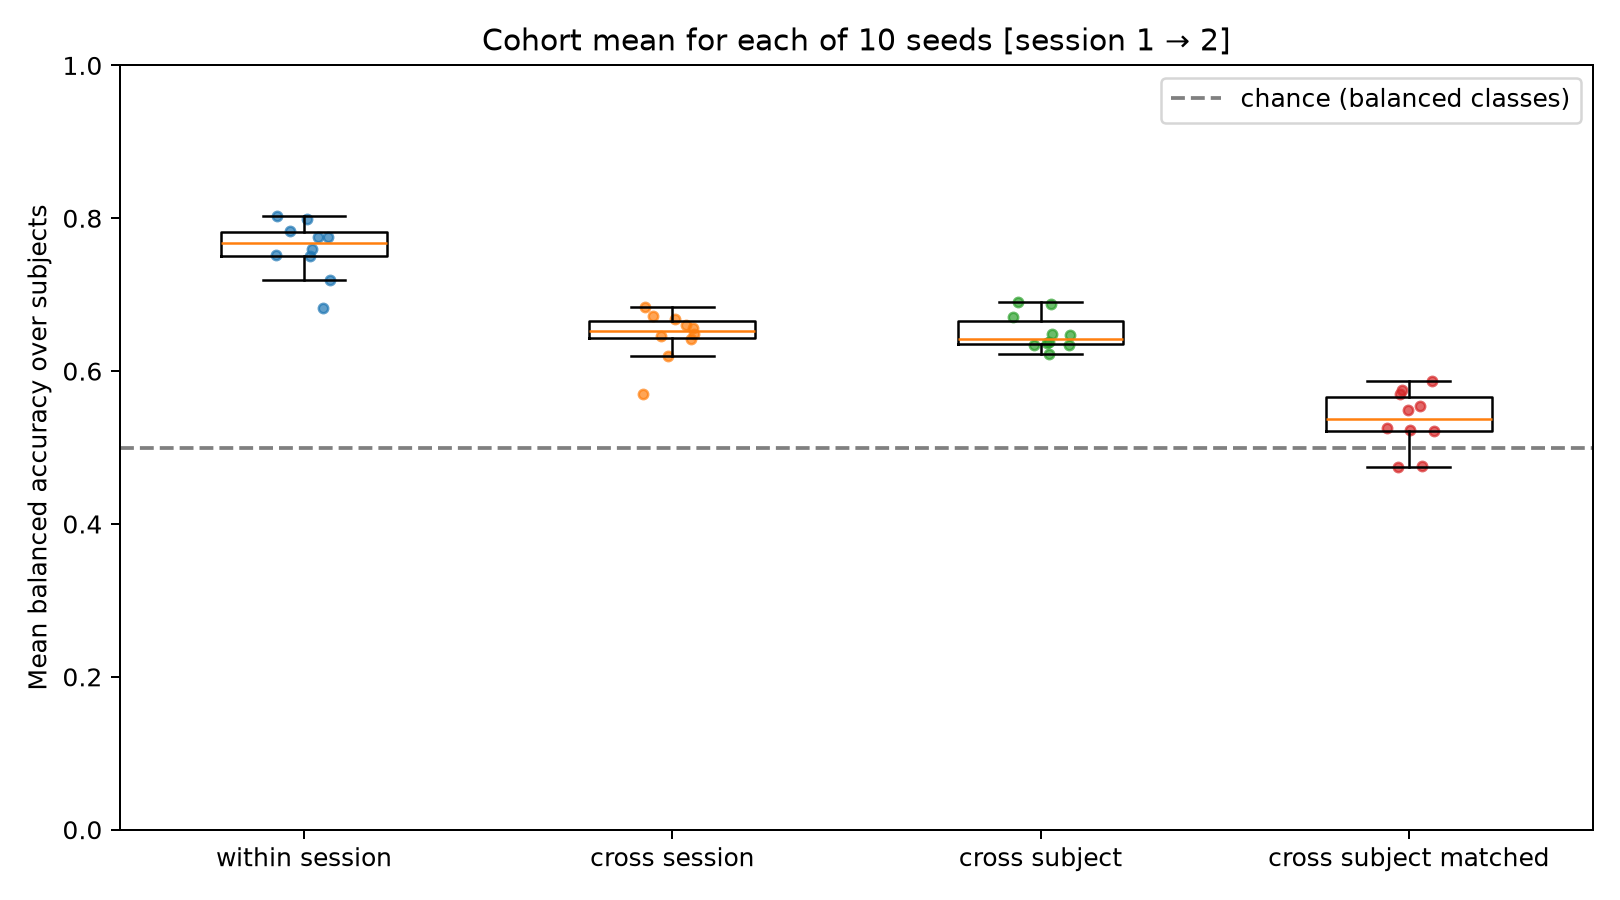 Cohort mean for each of 10 seeds [session 1 → 2]
chance (balanced classes)
Mean balanced accuracy over subjects
1.0
0.8
0.6
0.4
0.2
0.0
within session
cross session
cross subject
cross subject matched